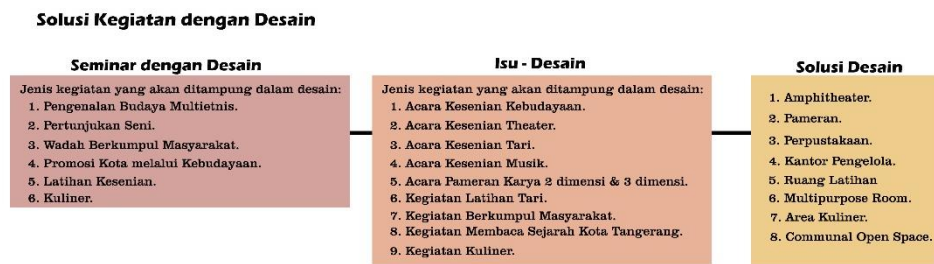 Solusi Kegiatan dengan Desain
Seminar dengan Desain
Jenis kegiatan yang akan ditampung dalam desain:
1. Pengenalan Budaya Multietnis.
2. Pertunjukan Seni.
3. Wadah Berkumpul Masyarakat.
4. Promosi Kota melalui Kebudayaan.
5. Latihan Kesenian.
6. Kuliner.
Isu - Desain
Jenis kegiatan yang akan ditampung dalam desain:
1. Acara Kesenian Kebudayaan.
2. Acara Kesenian Theater.
3. Acara Kesenian Tari.
4. Acara Kesenian Musik.
5. Acara Pameran Karya 2 dimensi & 3 dimensi.
6. Kegiatan Latihan Tari.
7. Kegiatan Berkumpul Masyarakat.
8. Kegiatan Membaca Sejarah Kota Tangerang.
9. Kegiatan Kuliner.
Solusi Desain
1. Amphitheater.
2. Pameran.
3. Perpustakaan.
4. Kantor Pengelola.
5. Ruang Latihan
6. Multipurpose Room.
7. Area Kuliner.
8. Communal Open Space.